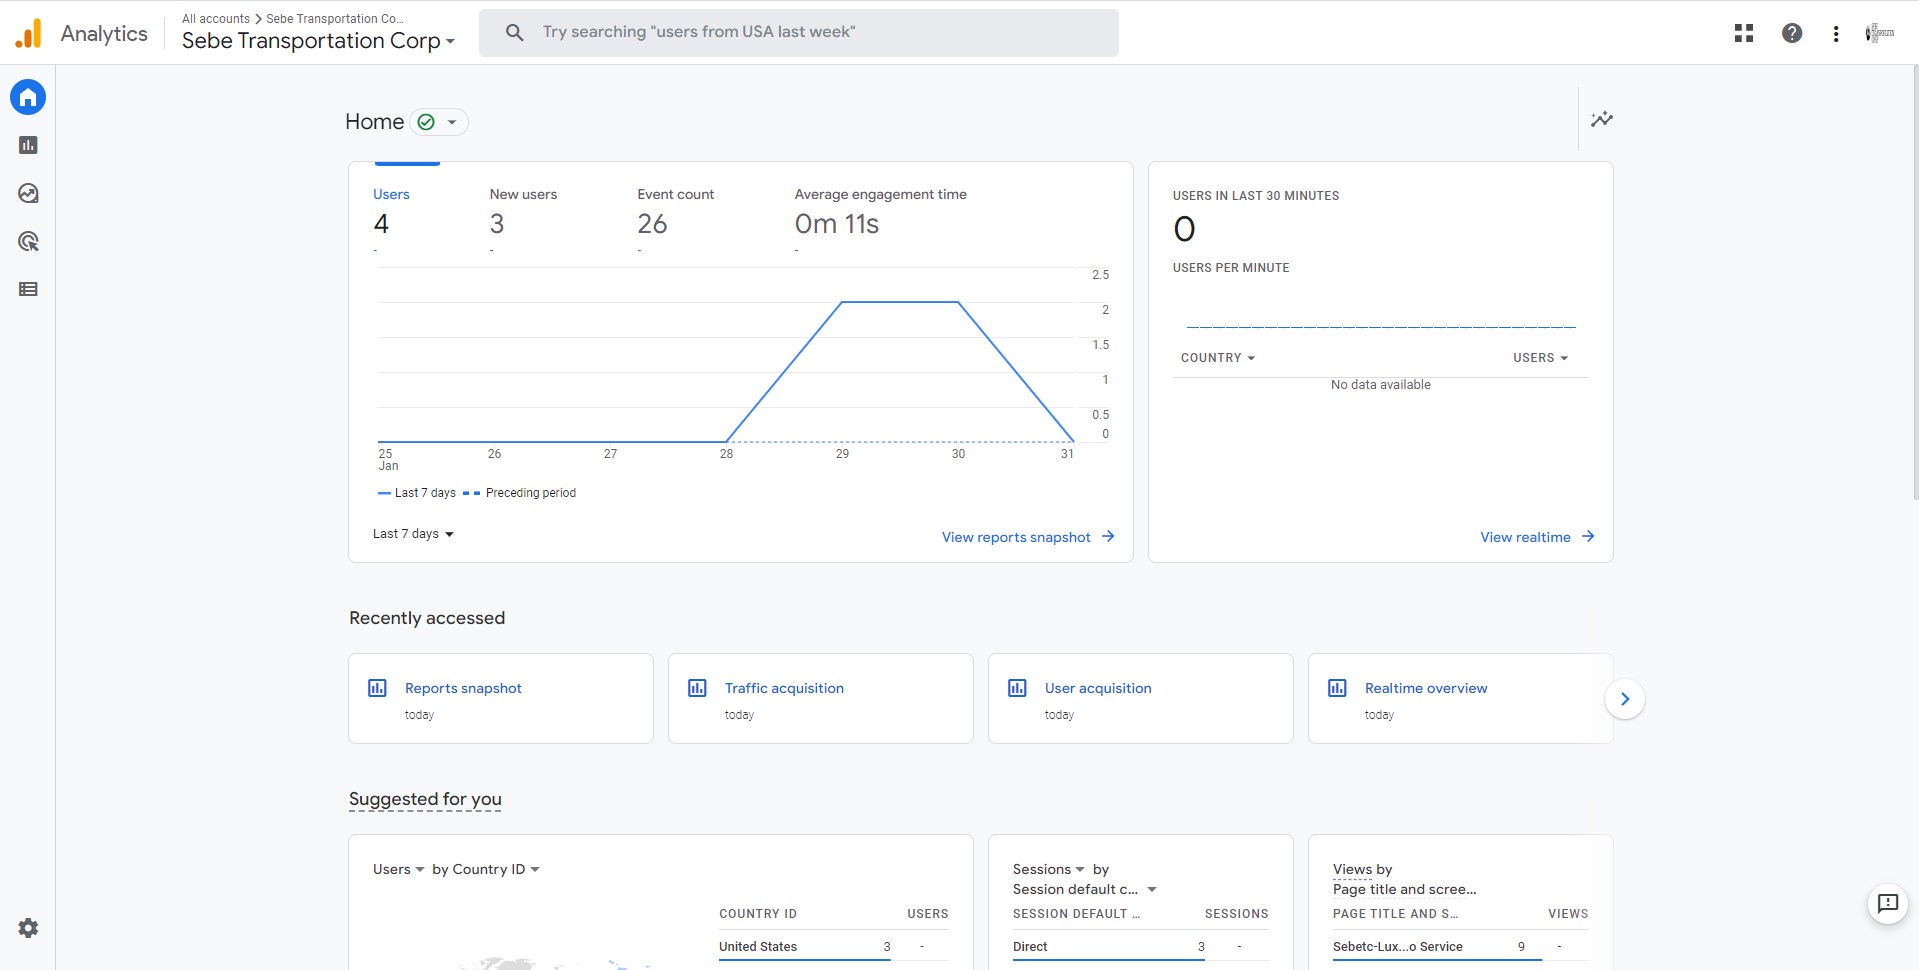 Analytics
All accounts > Sebe Transportation Co...
Sebe Transportation Corp
Try searching "users from USA last week"
Home
Users
4
-
New users
3
-
Event count
26
-
Average engagement time
0m 11s
-
2.5
2
1.5
1
0.5
0
25 Jan
26
27
28
29
30
31
Last 7 days
Preceding period
Last 7 days
View reports snapshot
USERS IN LAST 30 MINUTES
0
USERS PER MINUTE
COUNTRY
USERS
No data available
View realtime
Recently accessed
Reports snapshot
today
Traffic acquisition
today
User acquisition
today
Realtime overview
today
Suggested for you
Users by Country ID
COUNTRY ID USERS
United States 3 -
Sessions by
Session default c...
SESSION DEFAULT ... SESSIONS
Direct 3 -
Views by
Page title and scree...
PAGE TITLE AND S... VIEWS
Sebetc-Lux...o Service 9 -